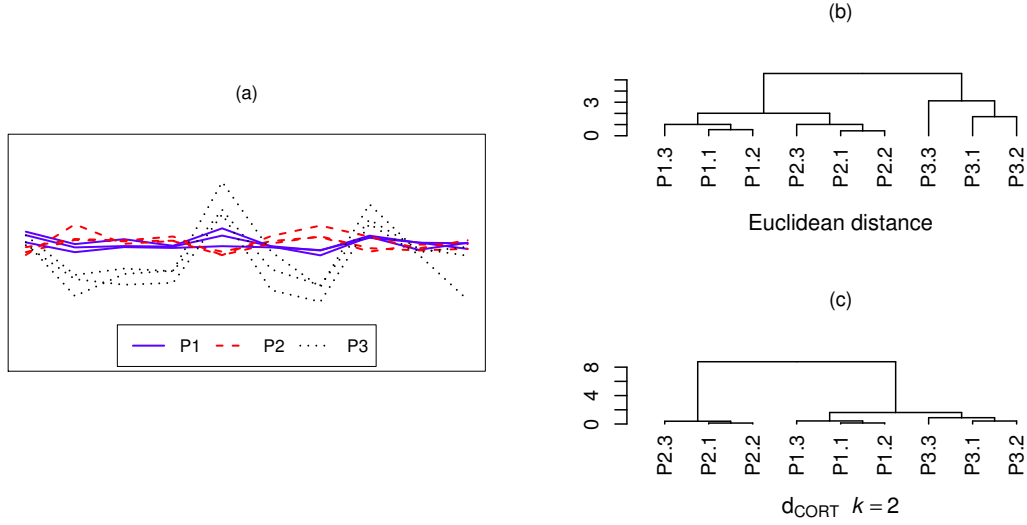 (a)
P1 P2 P3
(b)
0 3
P1.3 P1.1 P1.2 P2.3 P2.1 P2.2 P3.3 P3.1 P3.2
Euclidean distance
(c)
0 4 8
P2.3 P2.1 P2.2 P1.3 P1.1 P1.2 P3.3 P3.1 P3.2
dCORT k = 2